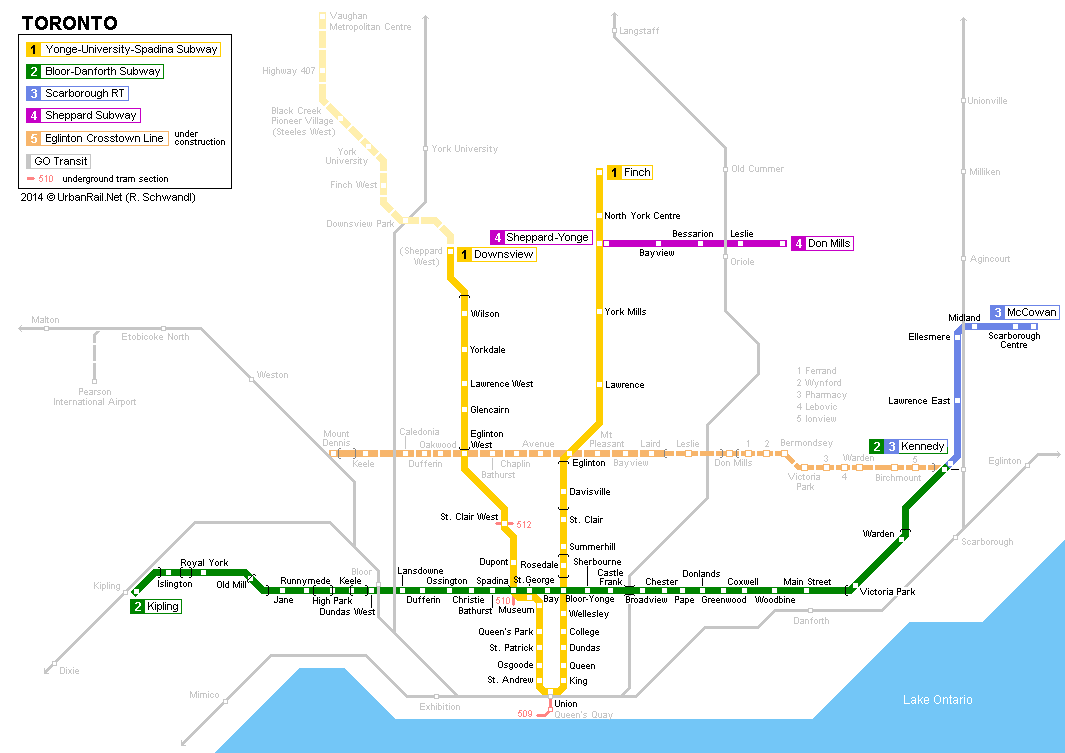 TORONTO
1 Yonge-University-Spadina Subway
2 Bloor-Danforth Subway
3 Scarborough RT
4 Sheppard Subway
5 Eglinton Crosstown Line
under
construction
GO Transit
510 underground tram section
2014 © UrbanRail.Net (R. Schwandl)
Vaughan
Metropolitan Centre
Highway 407
Black Creek
Pioneer Village
(Steeles West)
York
University
Finch West
Downsview Park
(Sheppard
West)
1 Downsview
York University
Langstaff
Old Cummer
Oriole
Unionville
Milliken
Agincourt
1 Finch
North York Centre
4 Sheppard-Yonge
Bessarion
Leslie
Bayview
4 Don Mills
York Mills
Lawrence
Wilson
Yorkdale
Lawrence West
Glencairn
Eglinton
West
3 McCowan
Midland
Scarborough
Centre
Ellesmere
Lawrence East
2 3 Kennedy
Malton
Etobicoke North
Weston
Pearson
International Airport
1 Ferrand
2 Wynford
3 Pharmacy
4 Lebovic
5 Ionview
Mount
Dennis
Keele
Caledonia
Dufferin
Oakwood
Bathurst
Chaplin
Avenue
Mt
Pleasant
Bayview
Laird
Leslie
Don Mills
1
2
Bermondsey
Victoria
Park
3
Warden
4
Birchmount
5
Eglinton
Scarborough
Eglinton
Davisville
St. Clair
Summerhill
Rosedale
St. Clair West
512
Dupont
Warden
Victoria Park
Kipling
2 Kipling
Islington
Royal York
Old Mill
Jane
Runnymede
High Park
Keele
Dundas West
Bloor
Lansdowne
Dufferin
Ossington
Christie
Spadina
Bathurst
510
St. George
Museum
Bay
Bloor-Yonge
Sherbourne
Castle
Frank
Broadview
Chester
Pape
Donlands
Greenwood
Coxwell
Woodbine
Main Street
Danforth
Wellesley
College
Dundas
Queen
King
Queen's Park
St. Patrick
Osgoode
St. Andrew
Union
509
Queen's Quay
Exhibition
Mimico
Dixie
Lake Ontario